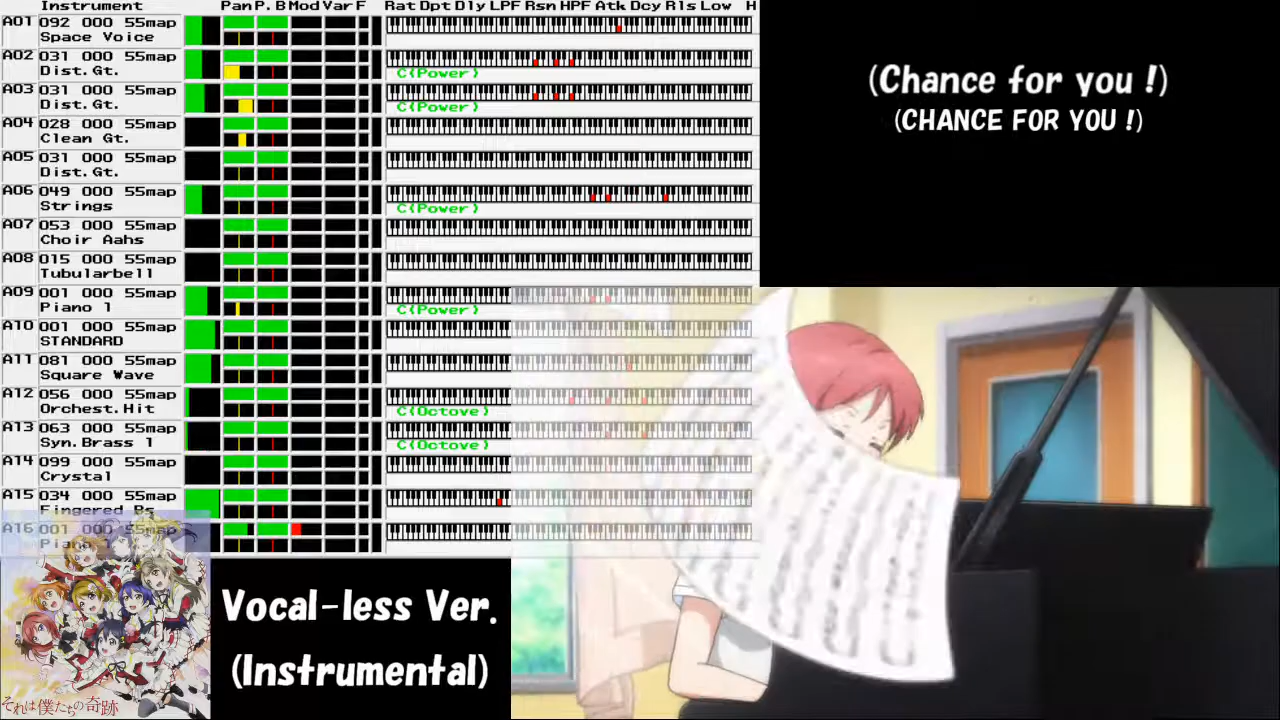 Instrument Pan P.B Mod Var F Rat Dpt Dly LPF Rsn HPF Atk Dcy Rls Low H
A01 092 000 55map
Space Voice
A02 031 000 55map
Dist.Gt. C(Power)
A03 031 000 55map
Dist.Gt. C(Power)
A04 028 000 55map
Clean Gt.
A05 031 000 55map
Dist.Gt.
A06 049 000 55map
Strings C(Power)
A07 053 000 55map
Choir Aahs
A08 015 000 55map
Tubularbell
A09 001 000 55map
Piano 1 C(Power)
A10 001 000 55map
STANDARD
A11 081 000 55map
Square Wave
A12 056 000 55map
Orchest.Hit C(Octove)
A13 063 000 55map
Syn.Brass 1 C(Octove)
A14 099 000 55map
Crystal
A15 034 000 55map
Fingered Bs
A16 001 000 55map
Piano 1
(Chance for you !)
(CHANCE FOR YOU !)
それは僕たちの奇跡
Vocal-less Ver.
(Instrumental)